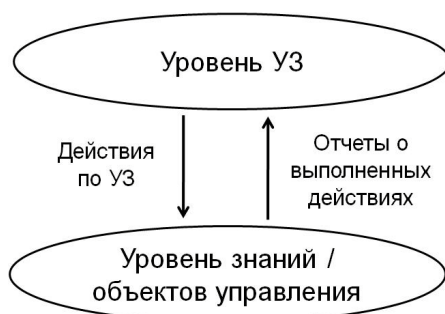 Уровень УЗ
Действия
по УЗ
Отчеты о
выполненных
действиях
Уровень знаний /
объектов управления